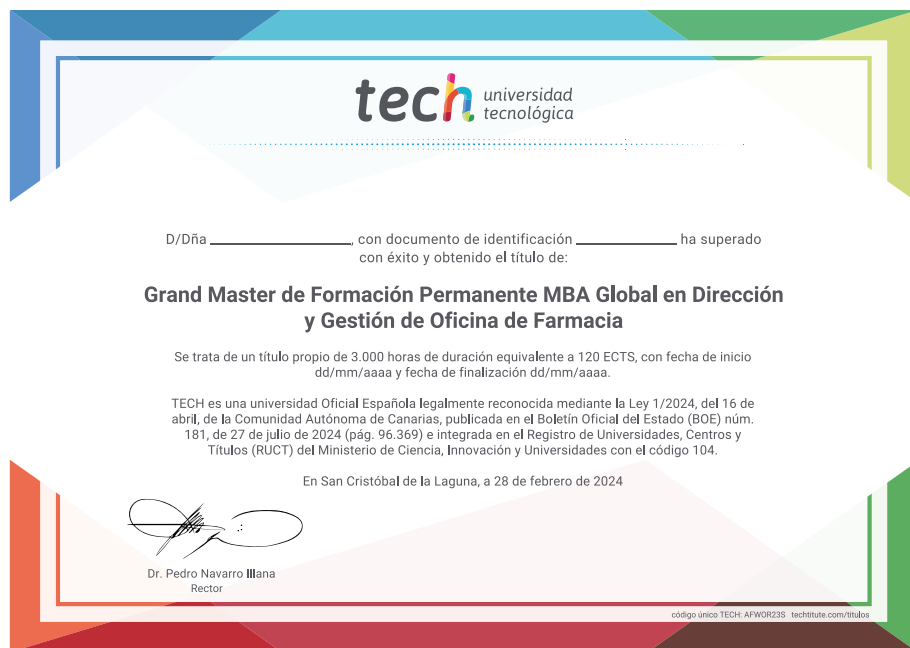 tech universidad
tecnológica
D/Dña ____________________, con documento de identificación ______________ ha superado
con éxito y obtenido el título de:
Grand Master de Formación Permanente MBA Global en Dirección
y Gestión de Oficina de Farmacia
Se trata de un título propio de 3.000 horas de duración equivalente a 120 ECTS, con fecha de inicio
dd/mm/aaaa y fecha de finalización dd/mm/aaaa.
TECH es una universidad Oficial Española legalmente reconocida mediante la Ley 1/2024, del 16 de
abril, de la Comunidad Autónoma de Canarias, publicada en el Boletín Oficial del Estado (BOE) núm.
181, de 27 de julio de 2024 (pág. 96.369) e integrada en el Registro de Universidades, Centros y
Títulos (RUCT) del Ministerio de Ciencia, Innovación y Universidades con el código 104.
En San Cristóbal de la Laguna, a 28 de febrero de 2024
Dr. Pedro Navarro Illana
Rector
código único TECH: AFWOR23S techtitute.com/titulos